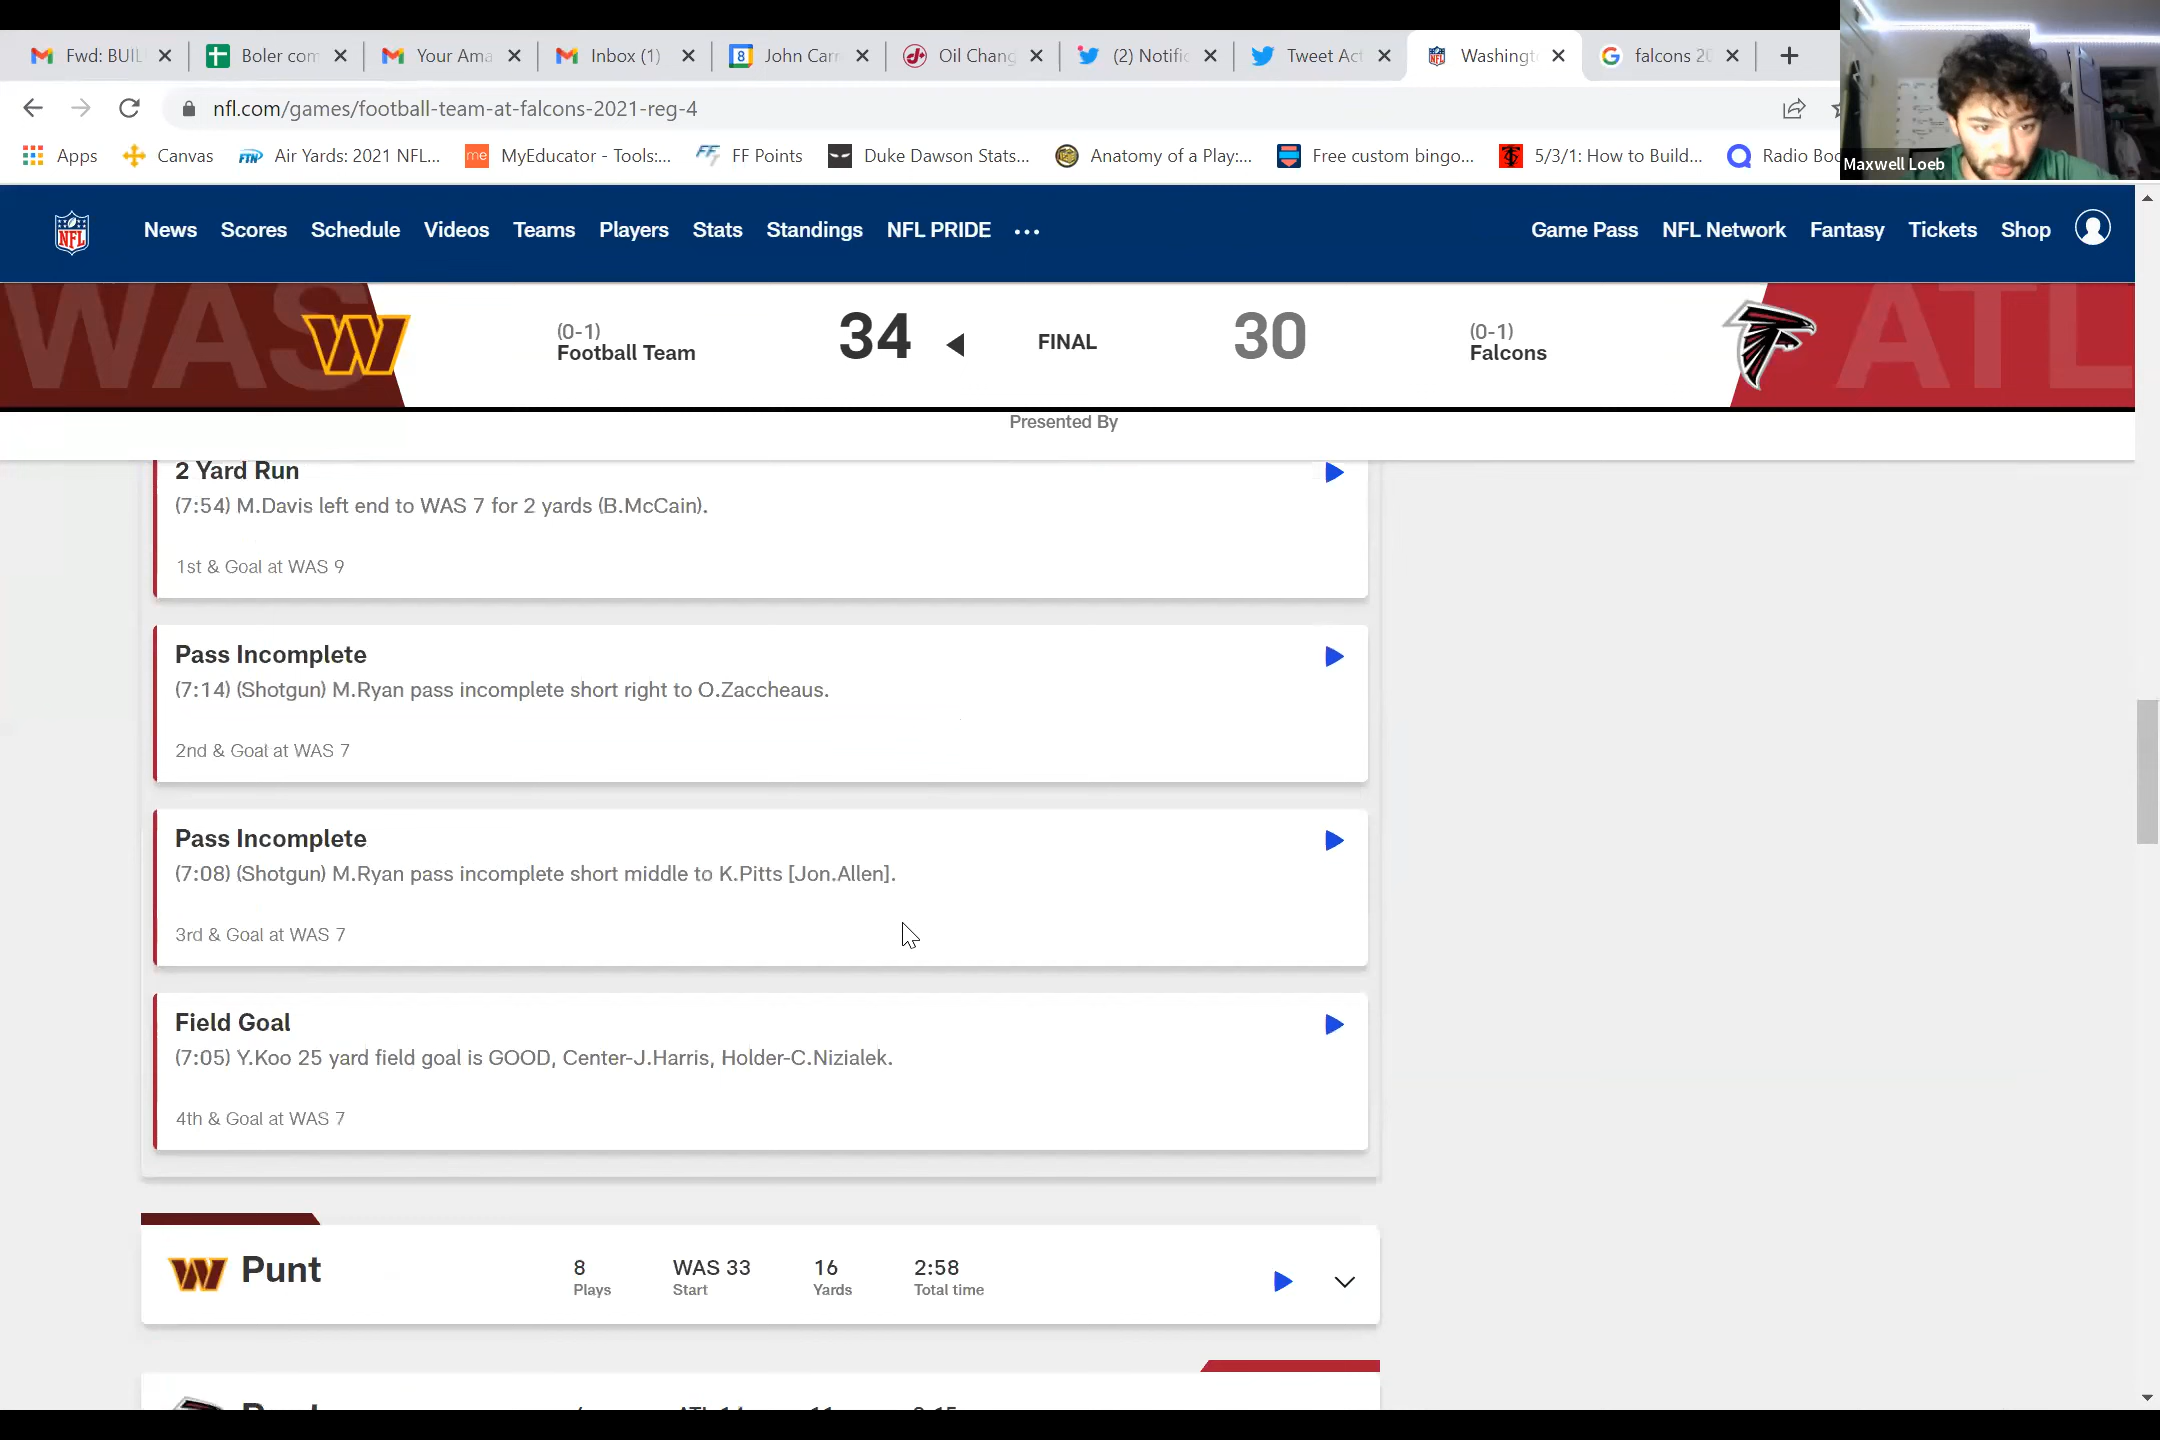 Fwd: BUIL
Boler com
Your Ama
Inbox (1)
8 John Carr
Oil Chang
(2) Notific
Tweet Act
Washingt
falcons 20
nfl.com/games/football-team-at-falcons-2021-reg-4
Apps
Canvas
FTN Air Yards: 2021 NFL...
me MyEducator - Tools:...
FF FF Points
Duke Dawson Stats...
Anatomy of a Play:...
Free custom bingo...
5/3/1: How to Build...
Radio Boo
Maxwell Loeb
NFL News Scores Schedule Videos Teams Players Stats Standings NFL PRIDE ... Game Pass NFL Network Fantasy Tickets Shop
WAS W (0-1) 34 FINAL 30 (0-1) ATL
Football Team Falcons
Presented By
2 Yard Run
(7:54) M.Davis left end to WAS 7 for 2 yards (B.McCain).
1st & Goal at WAS 9
Pass Incomplete
(7:14) (Shotgun) M.Ryan pass incomplete short right to O.Zaccheaus.
2nd & Goal at WAS 7
Pass Incomplete
(7:08) (Shotgun) M.Ryan pass incomplete short middle to K.Pitts [Jon.Allen].
3rd & Goal at WAS 7
Field Goal
(7:05) Y.Koo 25 yard field goal is GOOD, Center-J.Harris, Holder-C.Nizialek.
4th & Goal at WAS 7
W Punt 8 WAS 33 16 2:58
Plays Start Yards Total time